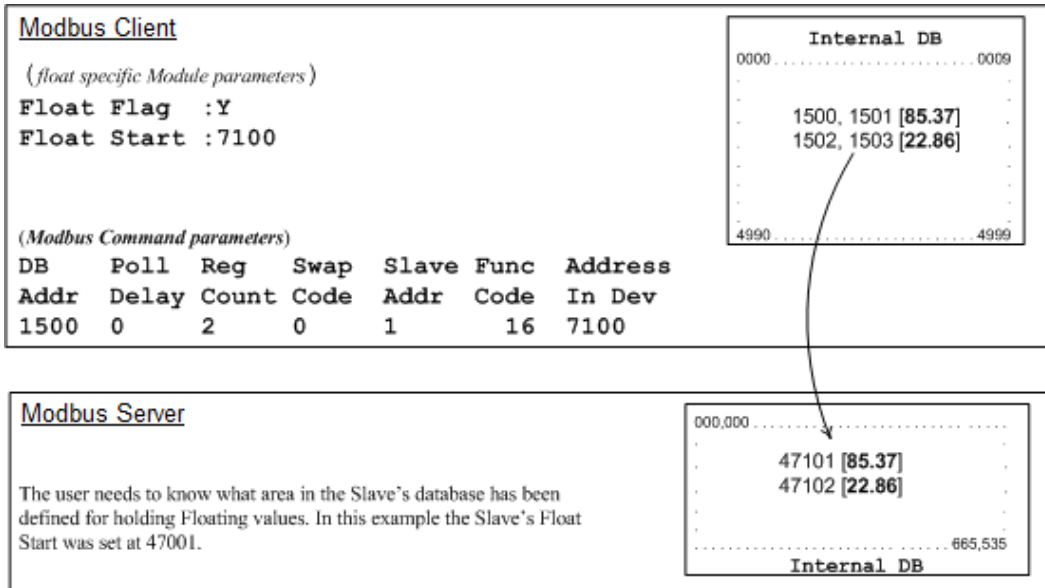 Modbus Client
(float specific Module parameters)
Float Flag :Y
Float Start :7100
Internal DB
0000 . . . . . . . . . . . . . . . . . . . . . . 0009
1500, 1501 [85.37]
1502, 1503 [22.86]
4990 . . . . . . . . . . . . . . . . . . . . . . 4999
(Modbus Command parameters)
DB Poll Reg Swap Slave Func Address
Addr Delay Count Code Addr Code In Dev
1500 0 2 0 1 16 7100
Modbus Server
The user needs to know what area in the Slave's database has been
defined for holding Floating values. In this example the Slave's Float
Start was set at 47001.
000,000 . . . . . . . . . . . . . . . . . . . . . . . . . .
47101 [85.37]
47102 [22.86]
. . . . . . . . . . . . . . . . . . . . . . . . . . 665,535
Internal DB